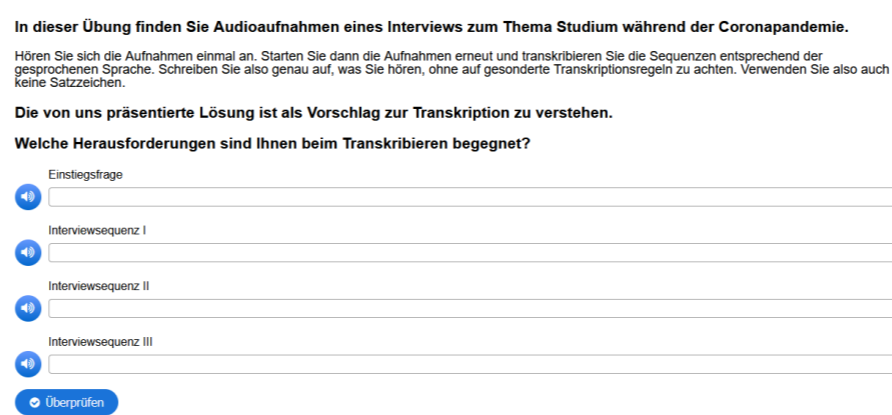 In dieser Übung finden Sie Audioaufnahmen eines Interviews zum Thema Studium während der Coronapandemie.
Hören Sie sich die Aufnahmen einmal an. Starten Sie dann die Aufnahmen erneut und transkribieren Sie die Sequenzen entsprechend der
gesprochenen Sprache. Schreiben Sie also genau auf, was Sie hören, ohne auf gesonderte Transkriptionsregeln zu achten. Verwenden Sie also auch
keine Satzzeichen.
Die von uns präsentierte Lösung ist als Vorschlag zur Transkription zu verstehen.
Welche Herausforderungen sind Ihnen beim Transkribieren begegnet?
Einstiegsfrage
Interviewsequenz I
Interviewsequenz II
Interviewsequenz III
Überprüfen